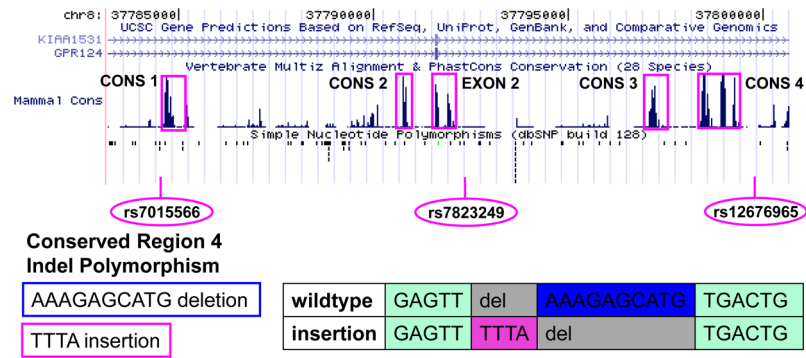 chr8: 37785000| 37790000| 37795000| 37800000|
UCSC Gene Predictions Based on RefSeq, UniProt, GenBank, and Comparative Genomics
KIAA1531
GPR124
Vertebrate Multiz Alignment & PhastCons Conservation (28 Species)
CONS 1 CONS 2 EXON 2 CONS 3 CONS 4
Mammal Cons
Simple Nucleotide Polymorphisms (dbSNP build 128)
rs7015566 rs7823249 rs12676965
Conserved Region 4
Indel Polymorphism
AAAGAGCATG deletion
TTTA insertion
wildtype GAGTT del AAAGAGCATG TGACTG
insertion GAGTT TTTA del TGACTG